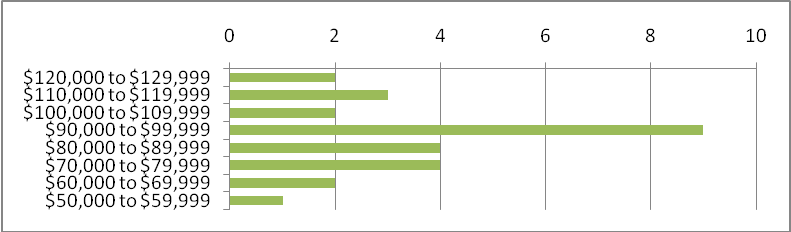 0 2 4 6 8 10
$120,000 to $129,999
$110,000 to $119,999
$100,000 to $109,999
$90,000 to $99,999
$80,000 to $89,999
$70,000 to $79,999
$60,000 to $69,999
$50,000 to $59,999